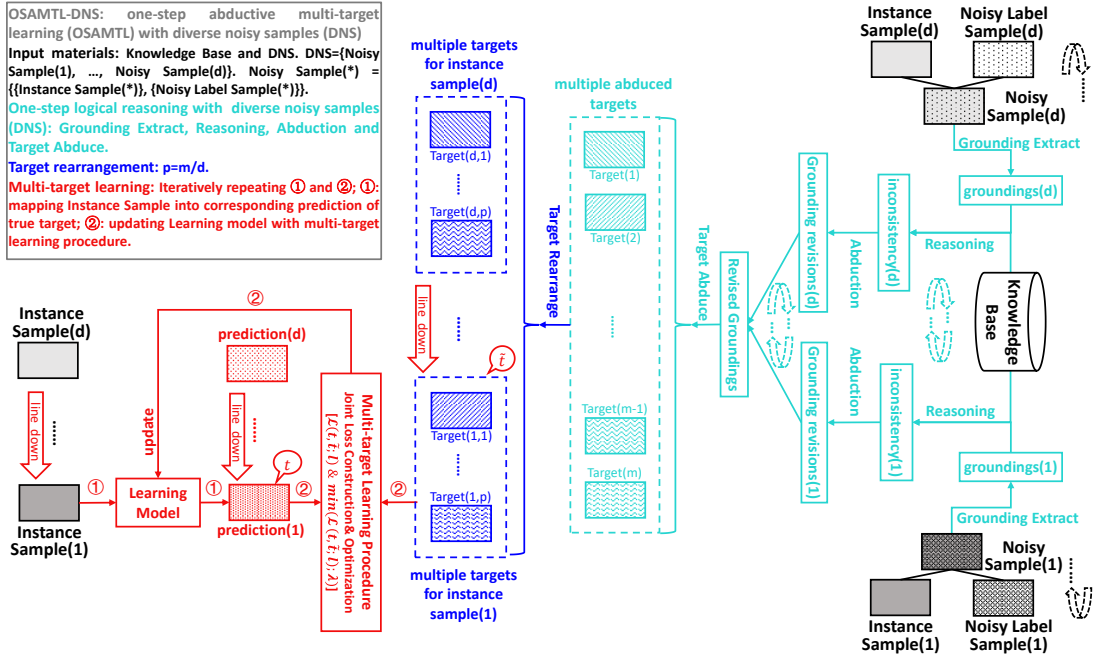 OSAMTL-DNS: one-step abductive multi-target
learning (OSAMTL) with diverse noisy samples (DNS)
Input materials: Knowledge Base and DNS. DNS={Noisy
Sample(1), …, Noisy Sample(d)}. Noisy Sample(*) =
{{Instance Sample(*)}, {Noisy Label Sample(*)}}.
One-step logical reasoning with diverse noisy samples
(DNS): Grounding Extract, Reasoning, Abduction and
Target Abduce.
Target rearrangement: p=m/d.
Multi-target learning: Iteratively repeating ① and ②; ①:
mapping Instance Sample into corresponding prediction of
true target; ②: updating Learning model with multi-target
learning procedure.
Instance
Sample(d)
line down
......
Instance
Sample(1)
①
Learning
Model
update
②
①
prediction(d)
line down
......
t
prediction(1)
②
Multi-target Learning Procedure
Joint Loss Construction& Optimization
[ℒ(t, t̃; l) & min(ℒ(t, t̃; l); λ)]
②
multiple targets
for instance
sample(d)
Target(d,1)
......
Target(d,p)
line down
......
t̃
Target(1,1)
......
Target(1,p)
multiple targets
for instance
sample(1)
Target Rearrange
multiple abduced
targets
Target(1)
Target(2)
......
Target(m-1)
Target(m)
Target Abduce
Revised Groundings
Grounding revisions(d)
Abduction
inconsistency(d)
Reasoning
groundings(d)
Grounding Extract
Instance
Sample(d)
Noisy Label
Sample(d)
Noisy
Sample(d)
Knowledge
Base
Grounding revisions(1)
Abduction
inconsistency(1)
Reasoning
groundings(1)
Grounding Extract
Noisy
Sample(1)
Instance
Sample(1)
Noisy Label
Sample(1)